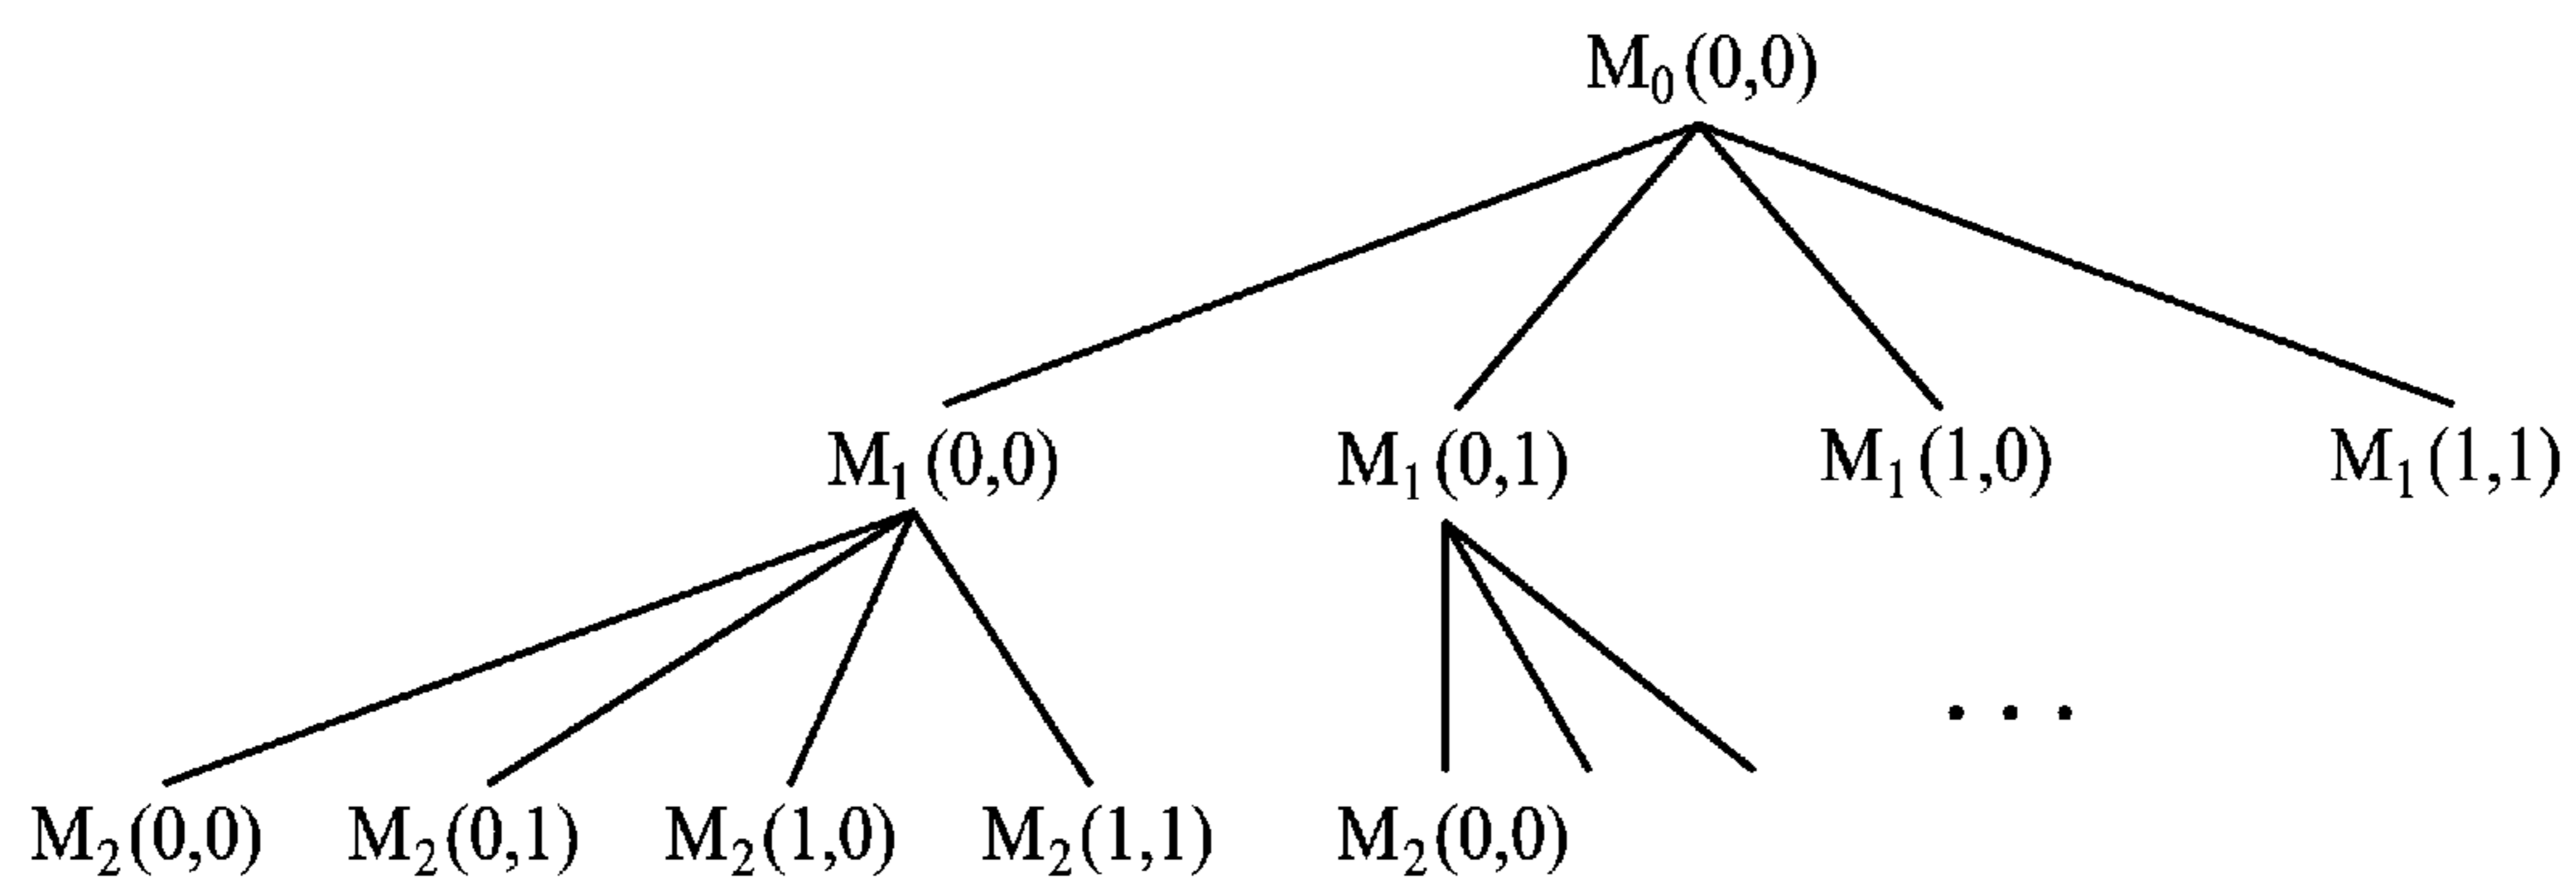 M₀(0,0)
M₁(0,0) M₁(0,1) M₁(1,0) M₁(1,1)
. . .
M₂(0,0) M₂(0,1) M₂(1,0) M₂(1,1) M₂(0,0)